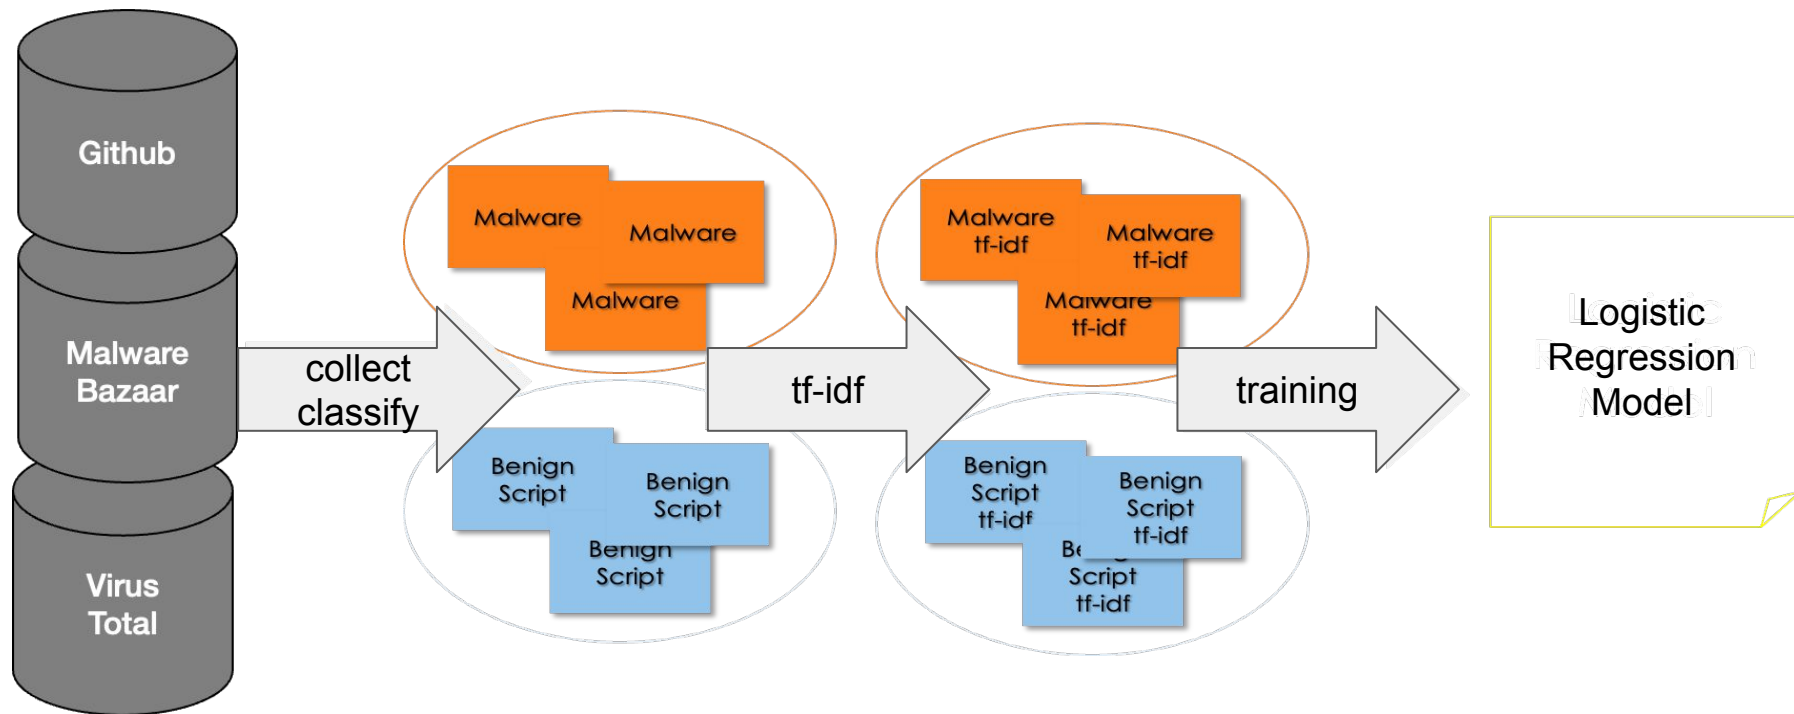 Github
Malware
Bazaar
Virus
Total
collect
classify
Malware
Malware
Malware
Benign
Script
Benign
Script
Benign
Script
tf-idf
Malware
tf-idf
Malware
tf-idf
Malware
tf-idf
Benign
Script
tf-idf
Benign
Script
tf-idf
Benign
Script
tf-idf
training
Logistic
Regression
Model